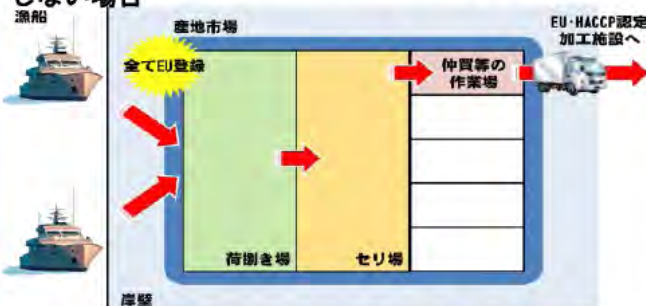 しない場合
漁船
産地市場
EU・HACCP認定
加工施設へ
全てEU登録
仲買等の
作業場
荷捌き場
セリ場
岸壁